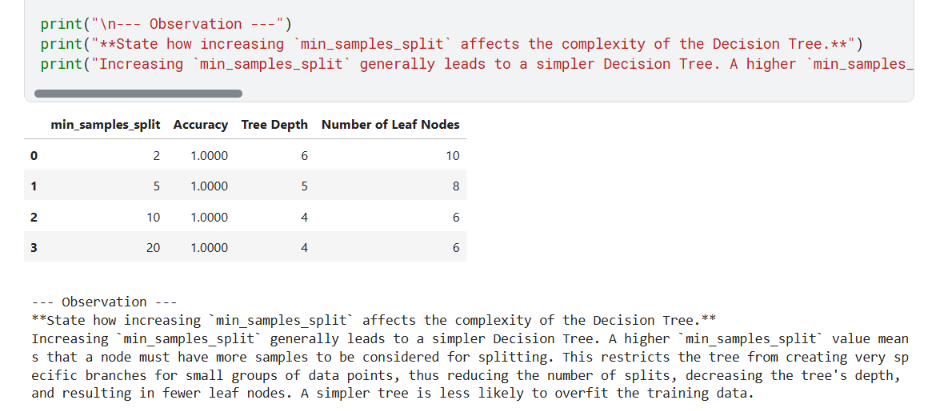 print("\n--- Observation ---")
print("**State how increasing `min_samples_split` affects the complexity of the Decision Tree.**")
print("Increasing `min_samples_split` generally leads to a simpler Decision Tree. A higher `min_samples_
min_samples_split Accuracy Tree Depth Number of Leaf Nodes
0 2 1.0000 6 10
1 5 1.0000 5 8
2 10 1.0000 4 6
3 20 1.0000 4 6
--- Observation ---
**State how increasing `min_samples_split` affects the complexity of the Decision Tree.**
Increasing `min_samples_split` generally leads to a simpler Decision Tree. A higher `min_samples_split` value mean
s that a node must have more samples to be considered for splitting. This restricts the tree from creating very sp
ecific branches for small groups of data points, thus reducing the number of splits, decreasing the tree's depth,
and resulting in fewer leaf nodes. A simpler tree is less likely to overfit the training data.